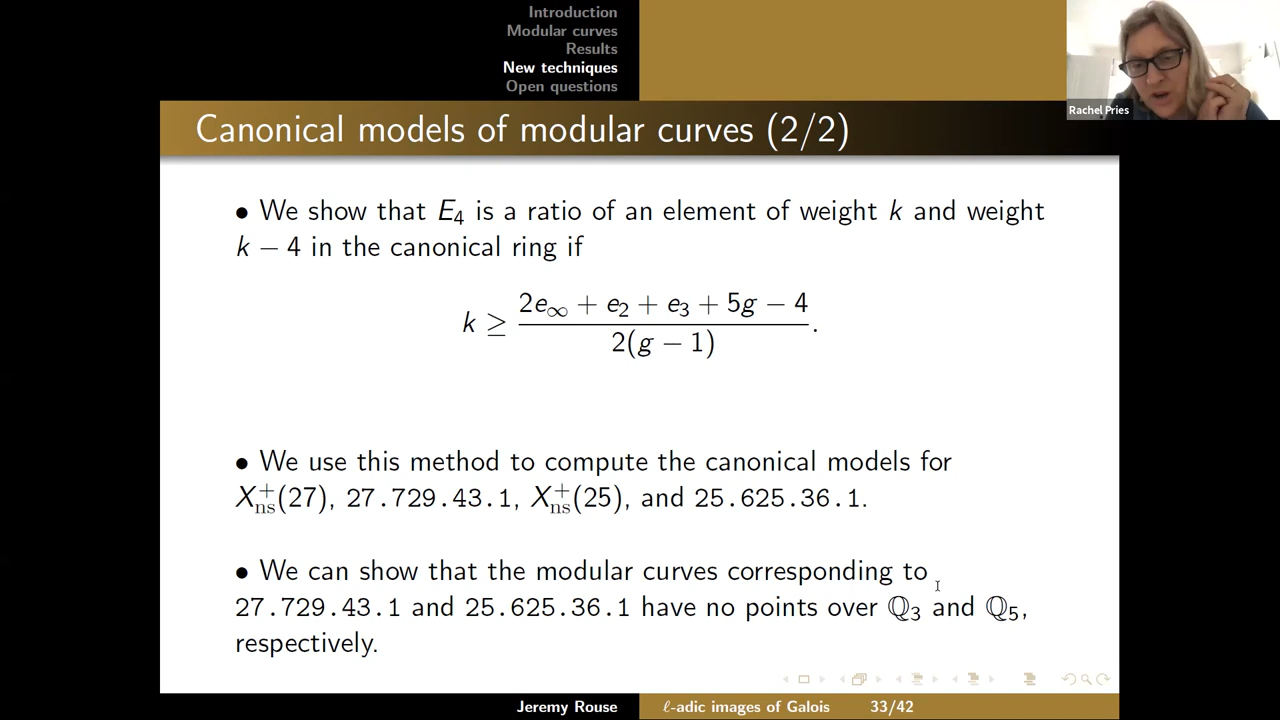 Introduction
Modular curves
Results
New techniques
Open questions
Rachel Pries
Canonical models of modular curves (2/2)
• We show that E₄ is a ratio of an element of weight k and weight
k − 4 in the canonical ring if
k ≥ (2e_∞ + e₂ + e₃ + 5g − 4) / (2(g − 1)).
• We use this method to compute the canonical models for
X_ns^+(27), 27.729.43.1, X_ns^+(25), and 25.625.36.1.
• We can show that the modular curves corresponding to
27.729.43.1 and 25.625.36.1 have no points over ℚ₃ and ℚ₅,
respectively.
Jeremy Rouse
ℓ-adic images of Galois
33/42